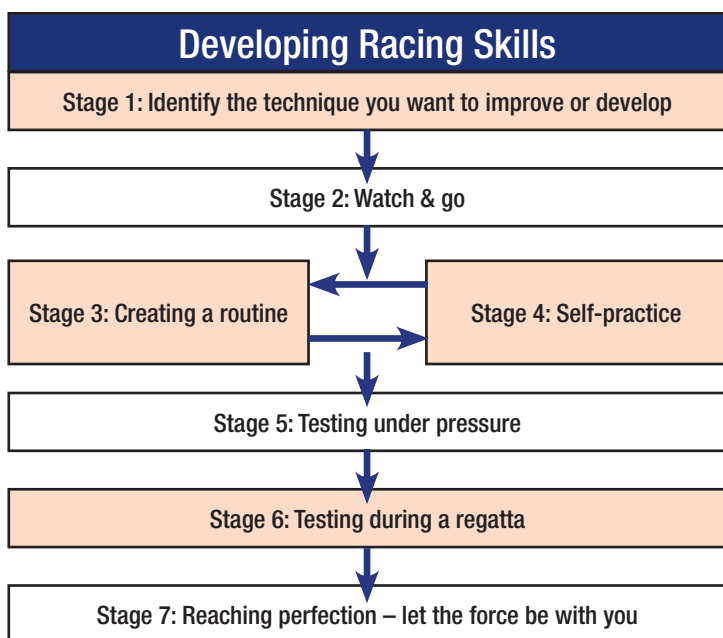 Developing Racing Skills
Stage 1: Identify the technique you want to improve or develop
Stage 2: Watch & go
Stage 3: Creating a routine
Stage 4: Self-practice
Stage 5: Testing under pressure
Stage 6: Testing during a regatta
Stage 7: Reaching perfection – let the force be with you